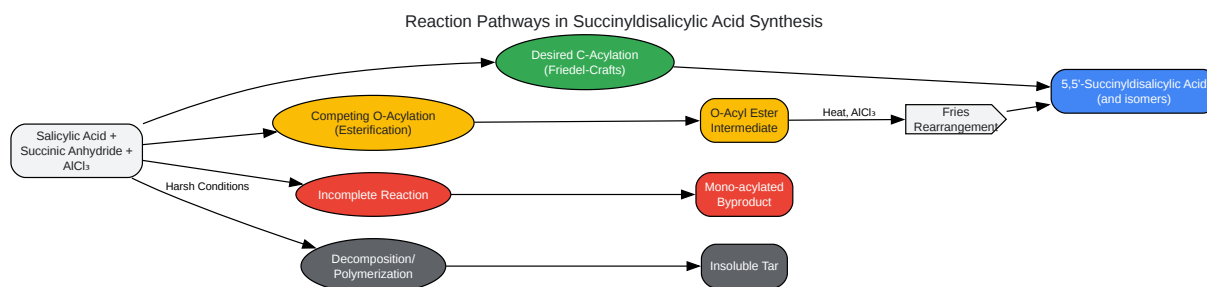 Reaction Pathways in Succinyldisalicylic Acid Synthesis
Desired C-Acylation
(Friedel-Crafts)
5,5'-Succinyldisalicylic Acid
(and isomers)
Competing O-Acylation
(Esterification)
O-Acyl Ester
Intermediate
Heat, AlCl₃
Fries
Rearrangement
Salicylic Acid +
Succinic Anhydride +
AlCl₃
Harsh Conditions
Incomplete Reaction
Mono-acylated
Byproduct
Decomposition/
Polymerization
Insoluble Tar